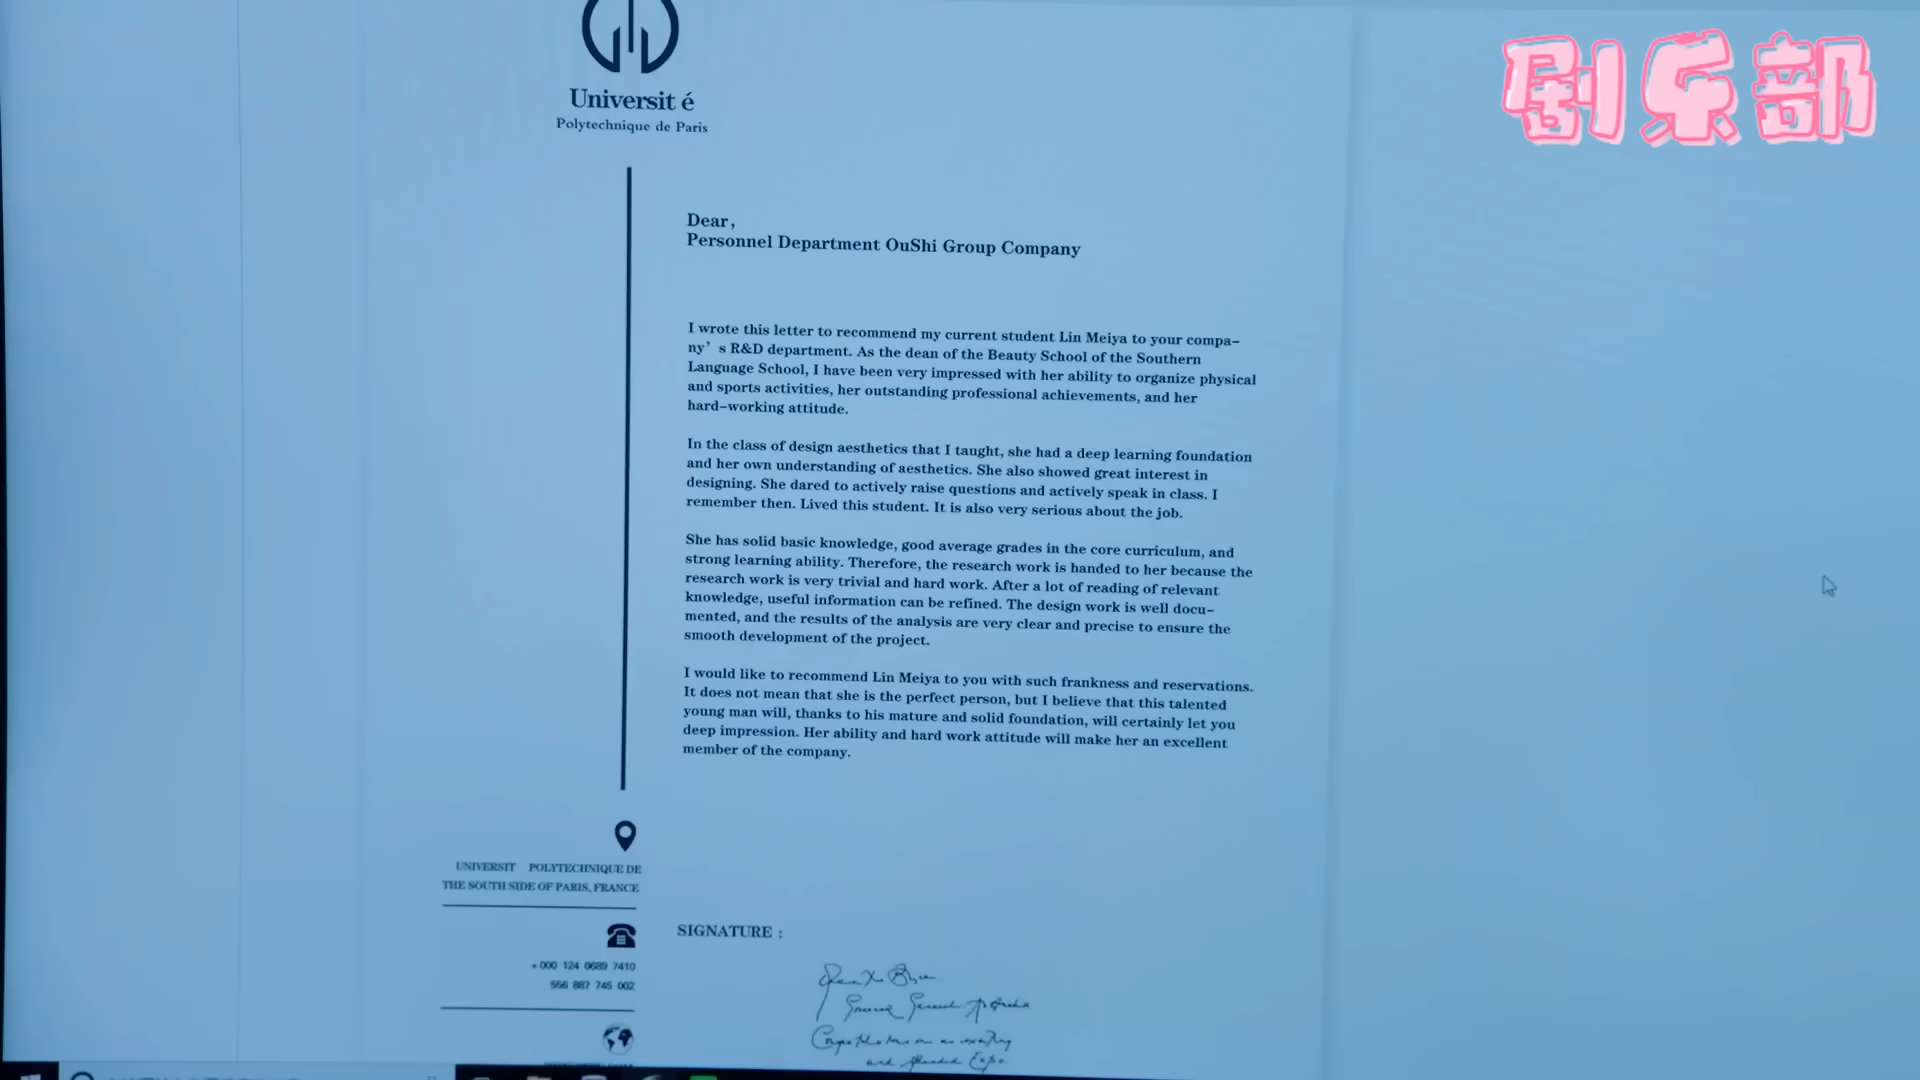 剧乐部
Universit é
Polytechnique de Paris
Dear,
Personnel Department OuShi Group Company
I wrote this letter to recommend my current student Lin Meiya to your compa-
ny's R&D department. As the dean of the Beauty School of the Southern
Language School, I have been very impressed with her ability to organize physical
and sports activities, her outstanding professional achievements, and her
hard-working attitude.
In the class of design aesthetics that I taught, she had a deep learning foundation
and her own understanding of aesthetics. She also showed great interest in
designing. She dared to actively raise questions and actively speak in class. I
remember then. Lived this student. It is also very serious about the job.
She has solid basic knowledge, good average grades in the core curriculum, and
strong learning ability. Therefore, the research work is handed to her because the
research work is very trivial and hard work. After a lot of reading of relevant
knowledge, useful information can be refined. The design work is well docu-
mented, and the results of the analysis are very clear and precise to ensure the
smooth development of the project.
I would like to recommend Lin Meiya to you with such frankness and reservations.
It does not mean that she is the perfect person, but I believe that this talented
young man will, thanks to his mature and solid foundation, will certainly let you
deep impression. Her ability and hard work attitude will make her an excellent
member of the company.
UNIVERSIT POLYTECHNIQUE DE
THE SOUTH SIDE OF PARIS, FRANCE
+000 124 0689 7410
556 887 746 002
SIGNATURE :